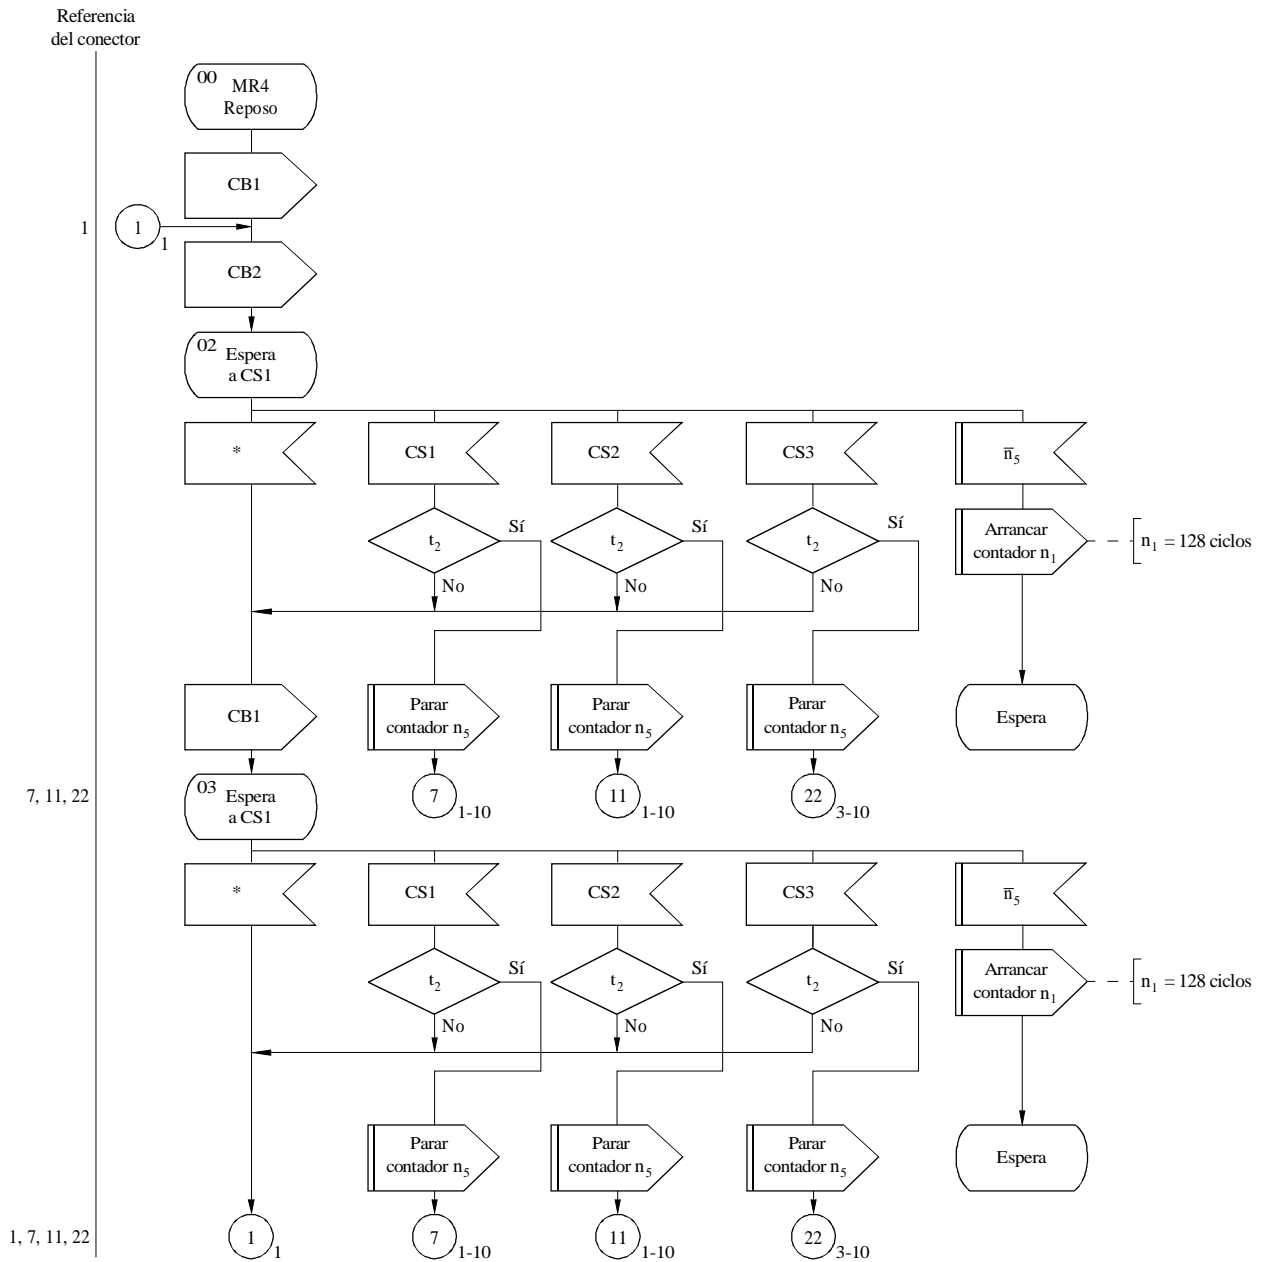 Referencia
del conector
00
MR4
Reposo
CB1
1
1
1
CB2
02
Espera
a CS1
*
CS1
CS2
CS3
n̅5
t2
Sí
t2
Sí
t2
Sí
Arrancar
contador n1
n1 = 128 ciclos
No
No
No
CB1
Parar
contador n5
Parar
contador n5
Parar
contador n5
Espera
7, 11, 22
03
Espera
a CS1
7
1-10
11
1-10
22
3-10
*
CS1
CS2
CS3
n̅5
t2
Sí
t2
Sí
t2
Sí
Arrancar
contador n1
n1 = 128 ciclos
No
No
No
Parar
contador n5
Parar
contador n5
Parar
contador n5
Espera
1, 7, 11, 22
1
1
7
1-10
11
1-10
22
3-10